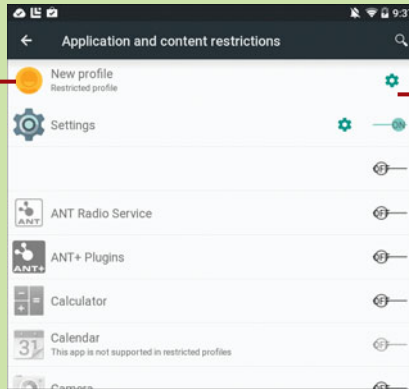 9:3
Application and content restrictions
New profile
Restricted profile
Settings
ON
OFF
ANT Radio Service
OFF
ANT
ANT+ Plugins
OFF
ANT+
Calculator
OFF
Calendar
This app is not supported in restricted profiles
OFF
31
Camera
OFF